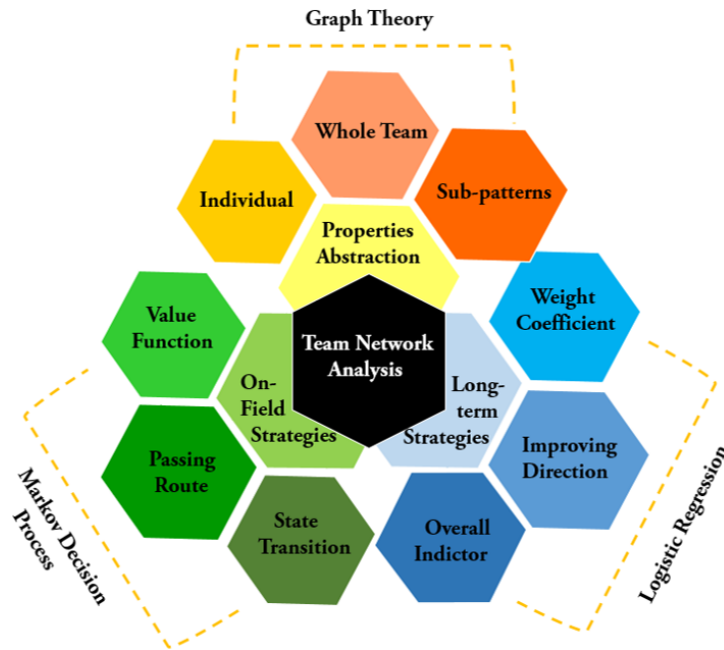 Graph Theory
Whole Team
Individual
Sub-patterns
Properties
Abstraction
Value
Function
Weight
Coefficient
Team Network
Analysis
On-
Field
Strategies
Long-
term
Strategies
Passing
Route
Improving
Direction
State
Transition
Overall
Indictor
Markov Decision
Process
Logistic Regression